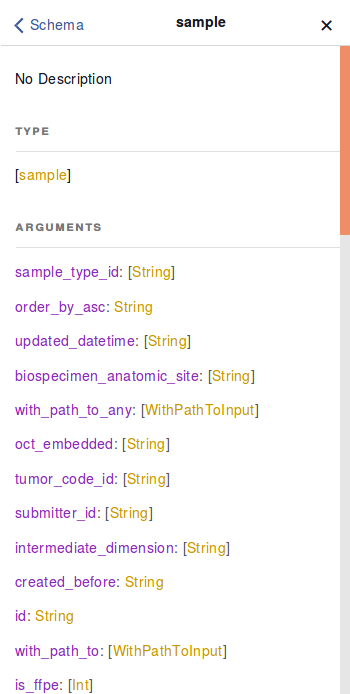 Schema
sample
No Description
TYPE
[sample]
ARGUMENTS
sample_type_id: [String]
order_by_asc: String
updated_datetime: [String]
biospecimen_anatomic_site: [String]
with_path_to_any: [WithPathToInput]
oct_embedded: [String]
tumor_code_id: [String]
submitter_id: [String]
intermediate_dimension: [String]
created_before: String
id: String
with_path_to: [WithPathToInput]
is_ffpe: [Int]